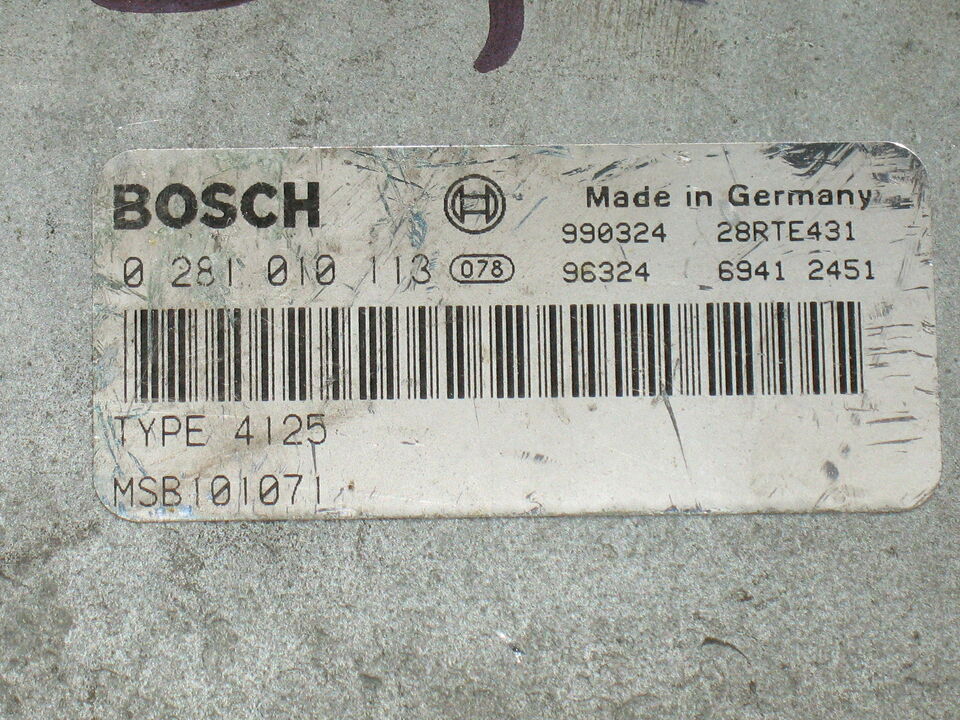 BOSCH
Made in Germany
990324 28RTE431
0 281 010 113 078 96324 6941 2451
TYPE 4125
MSB101071